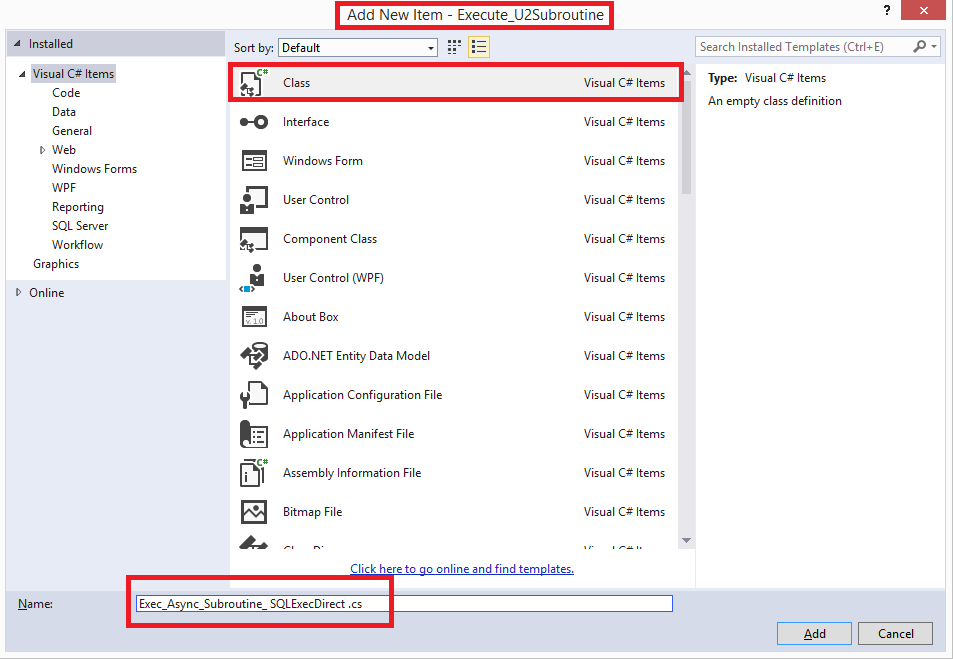 Add New Item - Execute_U2Subroutine
?
Installed
Sort by: Default
Search Installed Templates (Ctrl+E)
Visual C# Items
Code
Data
General
Web
Windows Forms
WPF
Reporting
SQL Server
Workflow
Graphics
Online
C# Class Visual C# Items
Interface Visual C# Items
Windows Form Visual C# Items
User Control Visual C# Items
Component Class Visual C# Items
User Control (WPF) Visual C# Items
v. 1.0 About Box Visual C# Items
ADO.NET Entity Data Model Visual C# Items
Application Configuration File Visual C# Items
Application Manifest File Visual C# Items
C# Assembly Information File Visual C# Items
Bitmap File Visual C# Items
Type: Visual C# Items
An empty class definition
Click here to go online and find templates.
Name: Exec_Async_Subroutine_ SQLExecDirect .cs
Add Cancel